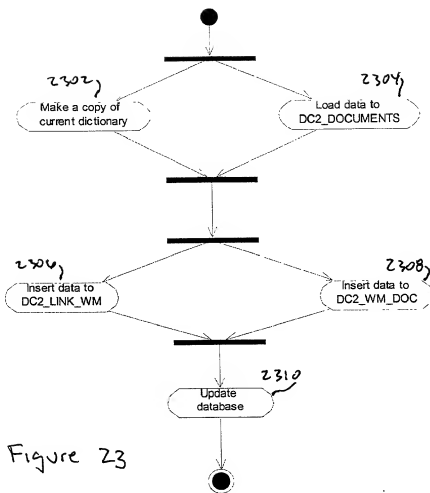 2302
2304
Make a copy of
current dictionary
Load data to
DC2_DOCUMENTS
2306
2308
Insert data to
DC2_LINK_WM
Insert data to
DC2_WM_DOC
2310
Update
database
Figure 23